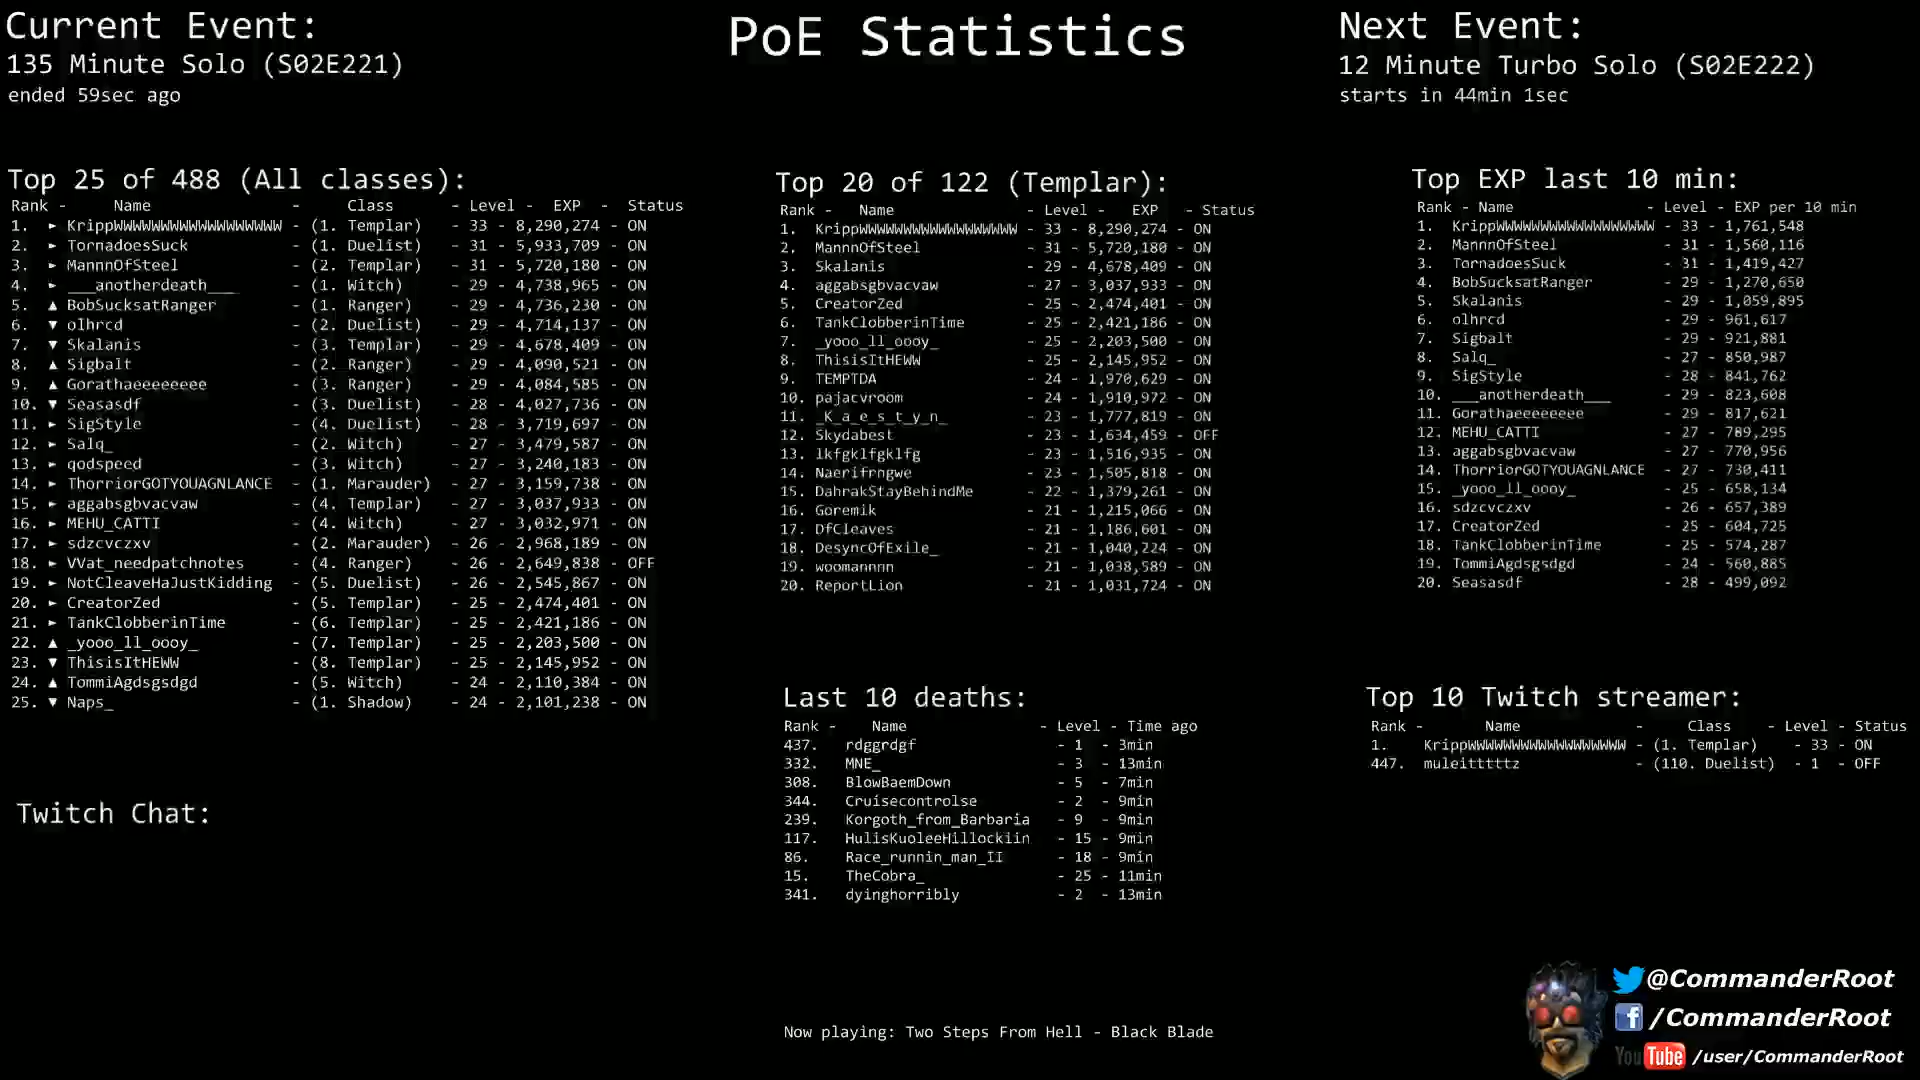 Current Event:
135 Minute Solo (S02E221)
ended 59sec ago
PoE Statistics
Next Event:
12 Minute Turbo Solo (S02E222)
starts in 44min 1sec
Top 25 of 488 (All classes):
Rank - Name - Class - Level - EXP - Status
1. ► KrippWWWWWWWWWWWWWWWWWW - (1. Templar) - 33 - 8,290,274 - ON
2. ► TornadoesSuck - (1. Duelist) - 31 - 5,933,709 - ON
3. ► MannnOfSteel - (2. Templar) - 31 - 5,720,180 - ON
4. ► ___anotherdeath___ - (1. Witch) - 29 - 4,738,965 - ON
5. ▲ BobSucksatRanger - (1. Ranger) - 29 - 4,736,230 - ON
6. ▼ olhrcd - (2. Duelist) - 29 - 4,714,137 - ON
7. ▼ Skalanis - (3. Templar) - 29 - 4,678,409 - ON
8. ▲ Sigbalt - (2. Ranger) - 29 - 4,090,521 - ON
9. ▲ Gorathaeeeeeeee - (3. Ranger) - 29 - 4,084,585 - ON
10. ▼ Seasasdf - (3. Duelist) - 28 - 4,027,736 - ON
11. ► SigStyle - (4. Duelist) - 28 - 3,719,697 - ON
12. ► Salq_ - (2. Witch) - 27 - 3,479,587 - ON
13. ► qodspeed - (3. Witch) - 27 - 3,240,183 - ON
14. ► ThorriorGOTYOUAGNLANCE - (1. Marauder) - 27 - 3,159,738 - ON
15. ► aggabsgbvacvaw - (4. Templar) - 27 - 3,037,933 - ON
16. ► MEHU_CATTI - (4. Witch) - 27 - 3,032,971 - ON
17. ► sdzcvczxv - (2. Marauder) - 26 - 2,968,189 - ON
18. ► VVat_needpatchnotes - (4. Ranger) - 26 - 2,649,838 - OFF
19. ► NotCleaveHaJustKidding - (5. Duelist) - 26 - 2,545,867 - ON
20. ► CreatorZed - (5. Templar) - 25 - 2,474,401 - ON
21. ► TankClobberinTime - (6. Templar) - 25 - 2,421,186 - ON
22. ▲ _yooo_ll_oooy_ - (7. Templar) - 25 - 2,203,500 - ON
23. ▼ ThisisItHEWW - (8. Templar) - 25 - 2,145,952 - ON
24. ▲ TommiAgdsgsdgd - (5. Witch) - 24 - 2,110,384 - ON
25. ▼ Naps_ - (1. Shadow) - 24 - 2,101,238 - ON
Twitch Chat:
Top 20 of 122 (Templar):
Rank - Name - Level - EXP - Status
1. KrippWWWWWWWWWWWWWWWWWW - 33 - 8,290,274 - ON
2. MannnOfSteel - 31 - 5,720,180 - ON
3. Skalanis - 29 - 4,678,409 - ON
4. aggabsgbvacvaw - 27 - 3,037,933 - ON
5. CreatorZed - 25 - 2,474,401 - ON
6. TankClobberinTime - 25 - 2,421,186 - ON
7. _yooo_ll_oooy_ - 25 - 2,203,500 - ON
8. ThisisItHEWW - 25 - 2,145,952 - ON
9. TEMPTDA - 24 - 1,970,629 - ON
10. pajacvroom - 24 - 1,910,972 - ON
11. _K_a_e_s_t_y_n_ - 23 - 1,777,819 - ON
12. Skydabest - 23 - 1,634,459 - OFF
13. lkfgklfgklfg - 23 - 1,516,935 - ON
14. Naerifrngwe - 23 - 1,505,818 - ON
15. DahrakStayBehindMe - 22 - 1,379,261 - ON
16. Goremik - 21 - 1,215,066 - ON
17. DfCleaves - 21 - 1,186,601 - ON
18. DesyncOfExile_ - 21 - 1,040,224 - ON
19. woomannnn - 21 - 1,038,589 - ON
20. ReportLion - 21 - 1,031,724 - ON
Top EXP last 10 min:
Rank - Name - Level - EXP per 10 min
1. KrippWWWWWWWWWWWWWWWWWW - 33 - 1,761,548
2. MannnOfSteel - 31 - 1,560,116
3. TornadoesSuck - 31 - 1,419,427
4. BobSucksatRanger - 29 - 1,270,650
5. Skalanis - 29 - 1,059,895
6. olhrcd - 29 - 961,617
7. Sigbalt - 29 - 921,881
8. Salq_ - 27 - 850,987
9. SigStyle - 28 - 841,762
10. ___anotherdeath___ - 29 - 823,608
11. Gorathaeeeeeeee - 29 - 817,621
12. MEHU_CATTI - 27 - 789,295
13. aggabsgbvacvaw - 27 - 770,956
14. ThorriorGOTYOUAGNLANCE - 27 - 730,411
15. _yooo_ll_oooy_ - 25 - 658,134
16. sdzcvczxv - 26 - 657,389
17. CreatorZed - 25 - 604,725
18. TankClobberinTime - 25 - 574,287
19. TommiAgdsgsdgd - 24 - 560,885
20. Seasasdf - 28 - 499,092
Last 10 deaths:
Rank - Name - Level - Time ago
437. rdggrdgf - 1 - 3min
332. MNE_ - 3 - 13min
308. BlowBaemDown - 5 - 7min
344. Cruisecontrolse - 2 - 9min
239. Korgoth_from_Barbaria - 9 - 9min
117. HulisKuoleeHillockiin - 15 - 9min
86. Race_runnin_man_II - 18 - 9min
15. TheCobra_ - 25 - 11min
341. dyinghorribly - 2 - 13min
Top 10 Twitch streamer:
Rank - Name - Class - Level - Status
1. KrippWWWWWWWWWWWWWWWWWW - (1. Templar) - 33 - ON
447. muleitttttz - (110. Duelist) - 1 - OFF
Now playing: Two Steps From Hell - Black Blade
@CommanderRoot
f /CommanderRoot
YouTube /user/CommanderRoot